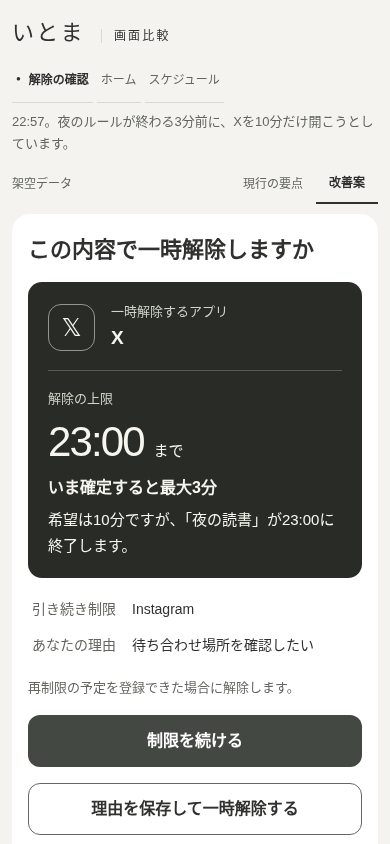 いとま
画面比較
・ 解除の確認 ホーム スケジュール
22:57。夜のルールが終わる3分前に、Xを10分だけ開こうとし
ています。
架空データ 現行の要点 改善案
この内容で一時解除しますか
𝕏
一時解除するアプリ
X
解除の上限
23:00 まで
いま確定すると最大3分
希望は10分ですが、「夜の読書」が23:00に
終了します。
引き続き制限 Instagram
あなたの理由 待ち合わせ場所を確認したい
再制限の予定を登録できた場合に解除します。
制限を続ける
理由を保存して一時解除する